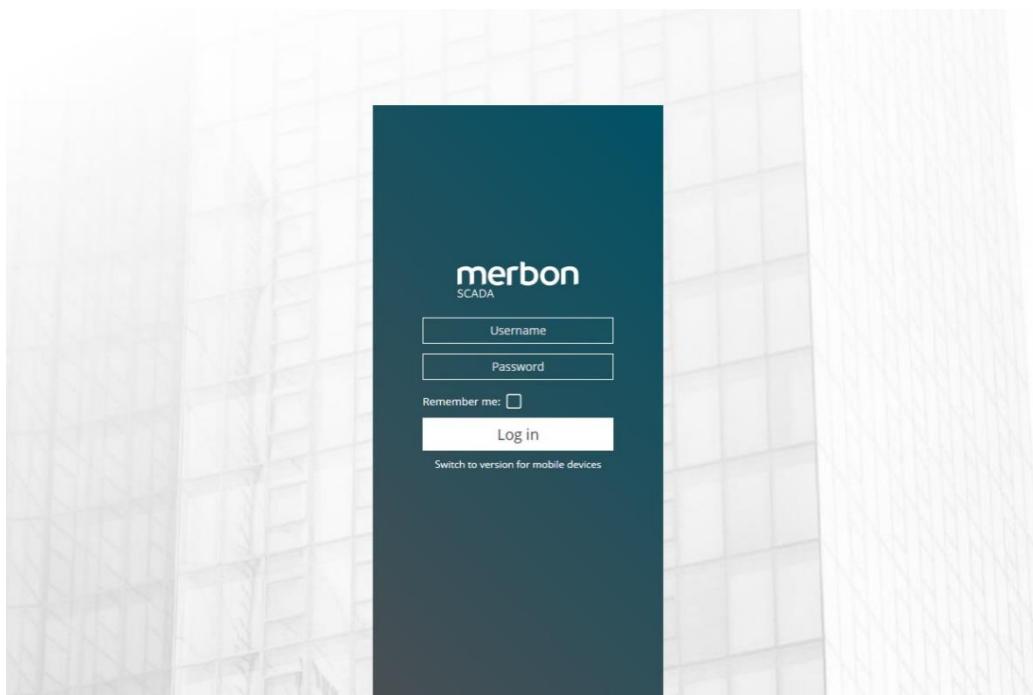 merbon
SCADA
Username
Password
Remember me:
Log in
Switch to version for mobile devices